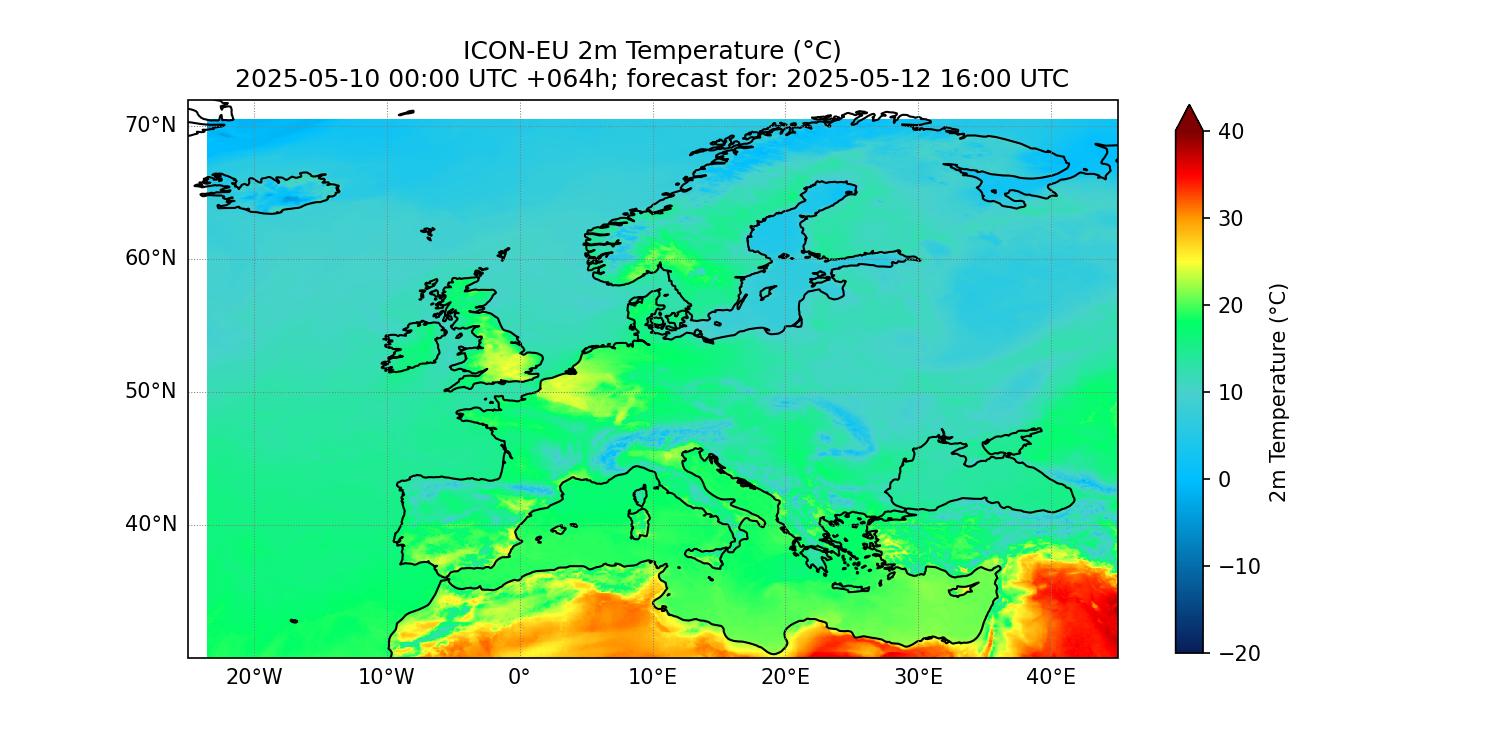 ICON-EU 2m Temperature (°C)
2025-05-10 00:00 UTC +064h; forecast for: 2025-05-12 16:00 UTC
70°N
60°N
50°N
40°N
20°W
10°W
0°
10°E
20°E
30°E
40°E
40
30
20
10
0
−10
−20
2m Temperature (°C)